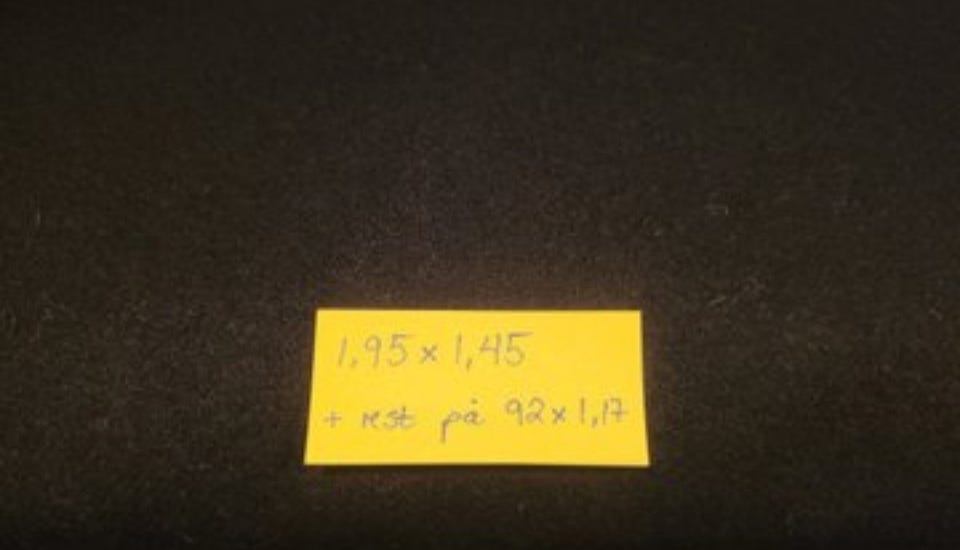 1,95 x 1,45
+ rest på 92 x 1,17